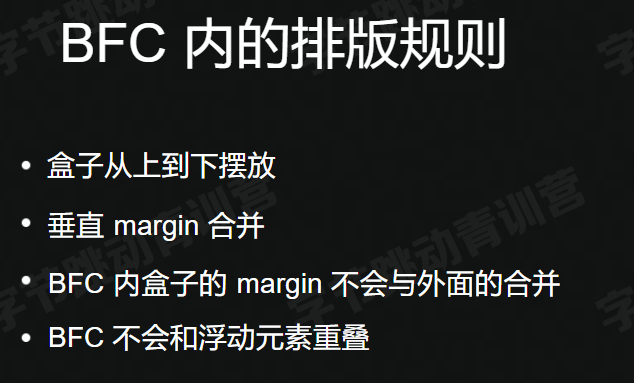 BFC 内的排版规则
• 盒子从上到下摆放
• 垂直 margin 合并
• BFC 内盒子的 margin 不会与外面的合并
• BFC 不会和浮动元素重叠
字节跳动青训营